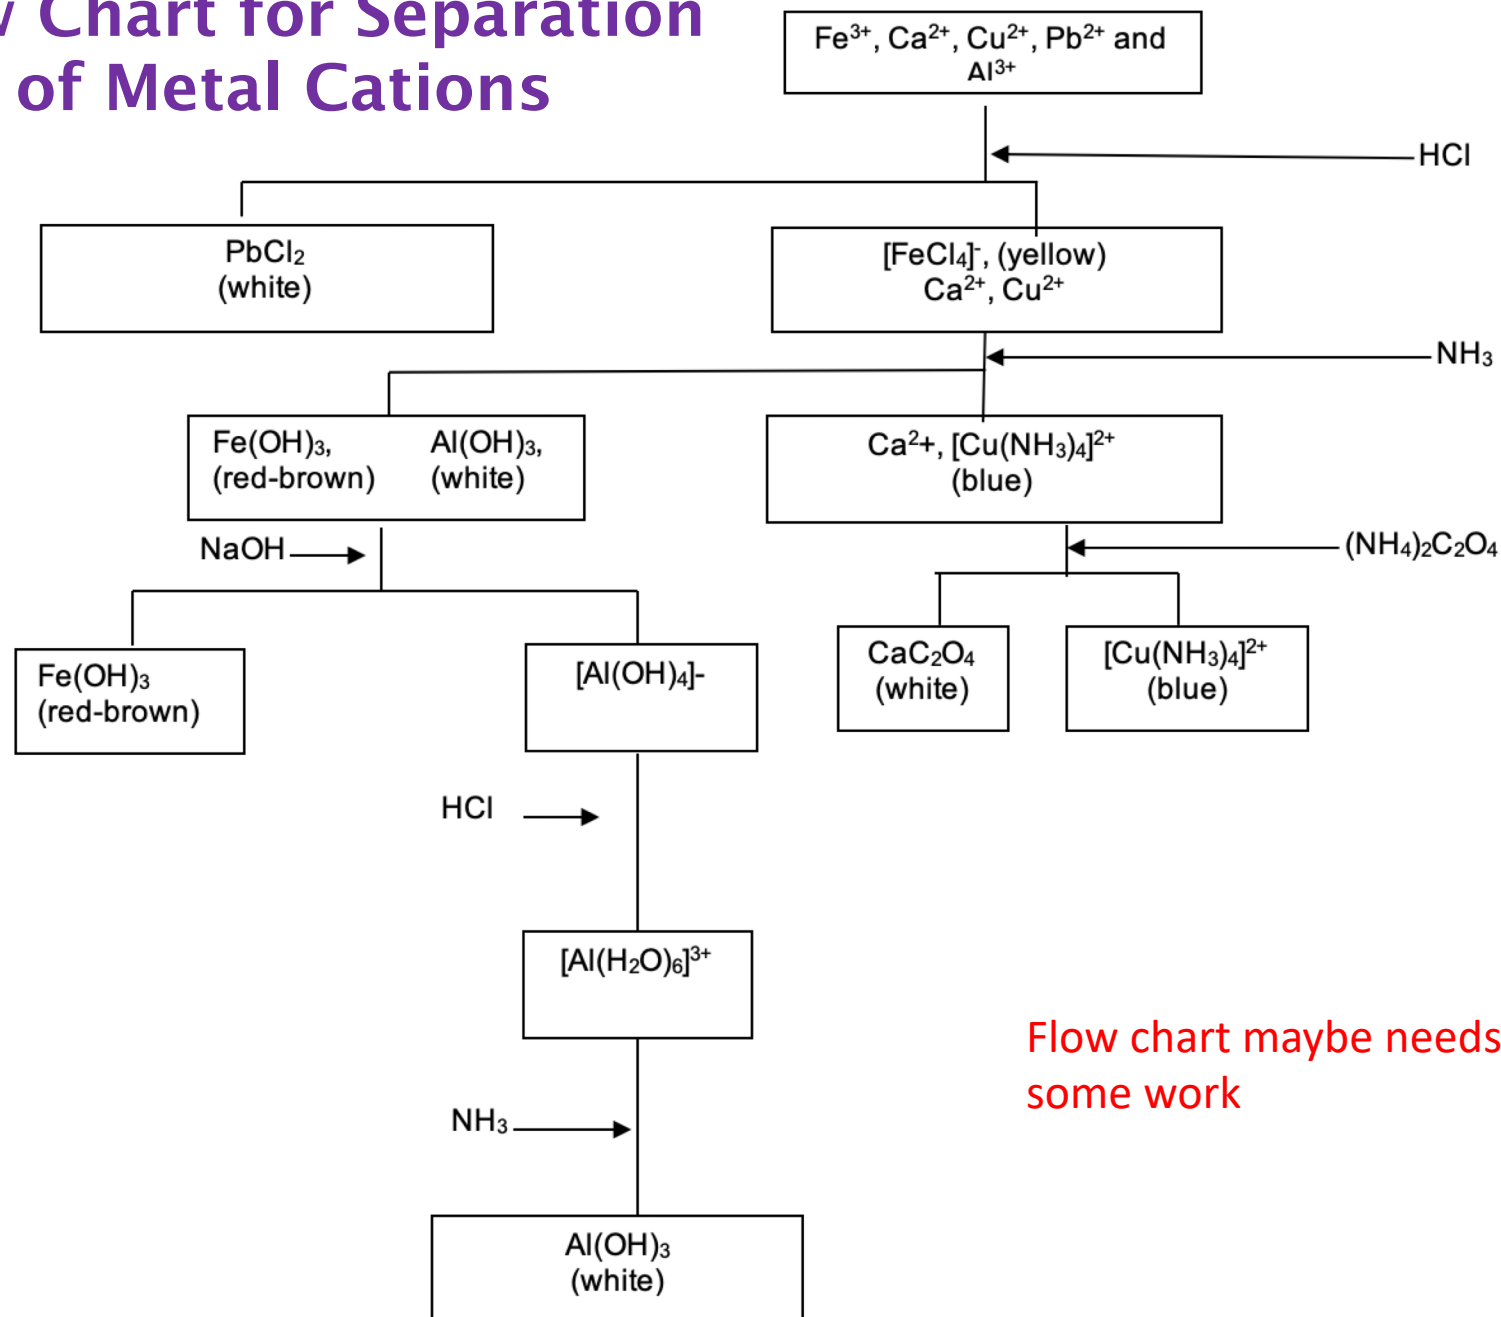 Chart for Separation
of Metal Cations
Fe³⁺, Ca²⁺, Cu²⁺, Pb²⁺ and
Al³⁺
HCl
PbCl₂
(white)
[FeCl₄]⁻, (yellow)
Ca²⁺, Cu²⁺
NH₃
Fe(OH)₃, Al(OH)₃,
(red-brown) (white)
Ca²+, [Cu(NH₃)₄]²⁺
(blue)
NaOH
(NH₄)₂C₂O₄
Fe(OH)₃
(red-brown)
[Al(OH)₄]-
CaC₂O₄
(white)
[Cu(NH₃)₄]²⁺
(blue)
HCl
[Al(H₂O)₆]³⁺
Flow chart maybe needs
some work
NH₃
Al(OH)₃
(white)